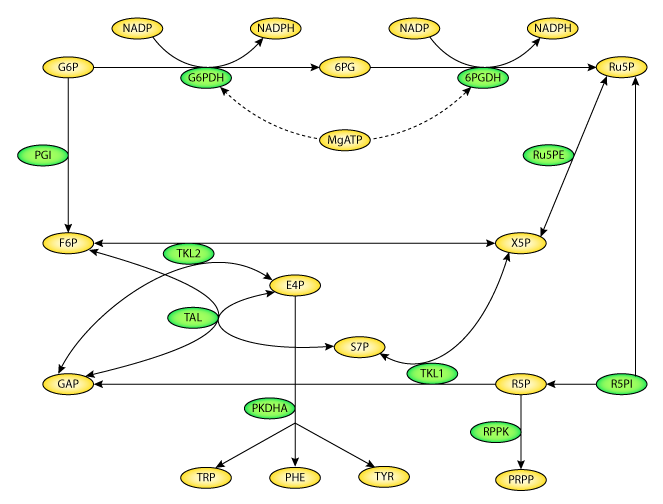 NADP
NADPH
NADP
NADPH
G6P
G6PDH
6PG
6PGDH
Ru5P
MgATP
PGI
Ru5PE
F6P
X5P
TKL2
E4P
TAL
S7P
TKL1
GAP
R5P
R5PI
PKDHA
RPPK
TRP
PHE
TYR
PRPP